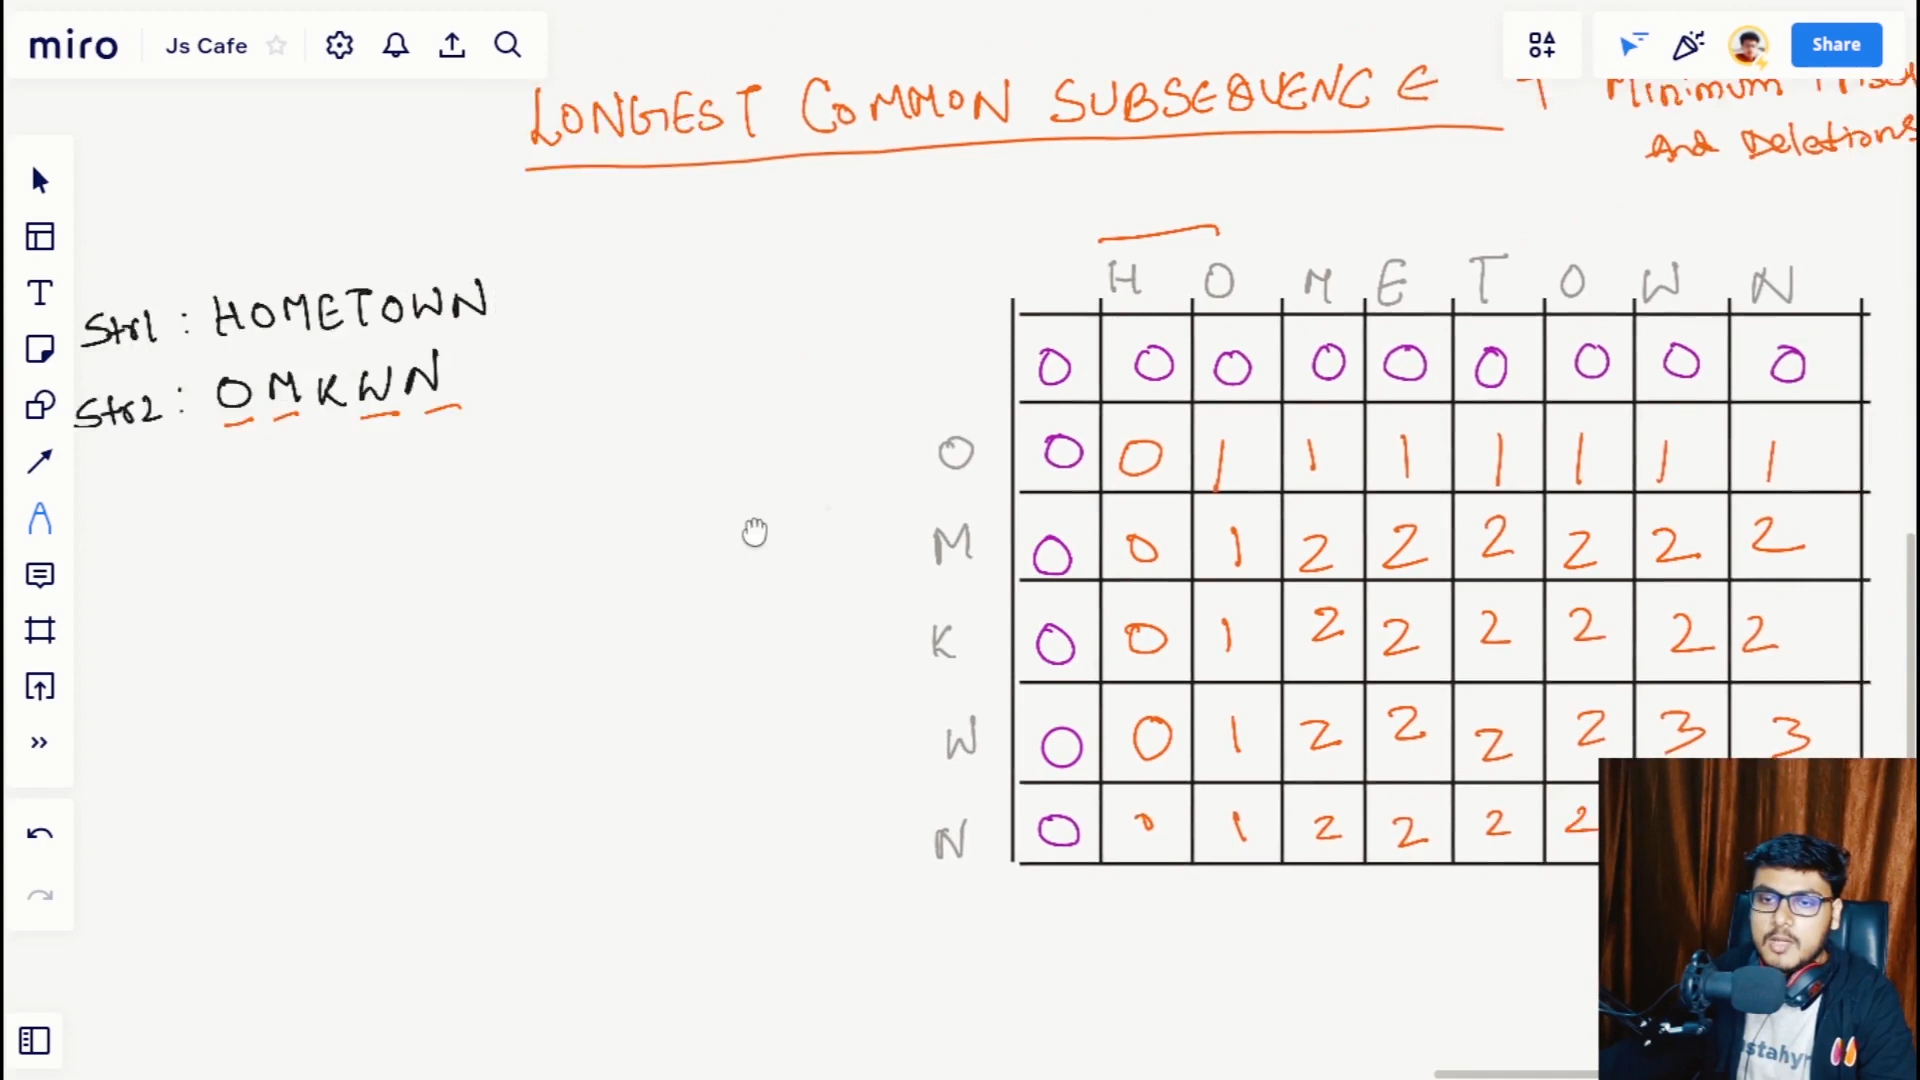 miro Js Cafe Share
LONGEST COMMON SUBSEQUENCE
Minimum
And Deletions
Str1 : HOMETOWN
Str2 : OMKWN
H O M E T O W N
0 0 0 0 0 0 0 0 0
O 0 0 1 1 1 1 1 1 1
M 0 0 1 2 2 2 2 2 2
K 0 0 1 2 2 2 2 2 2
W 0 0 1 2 2 2 2 3 3
N 0 0 1 2 2 2 2